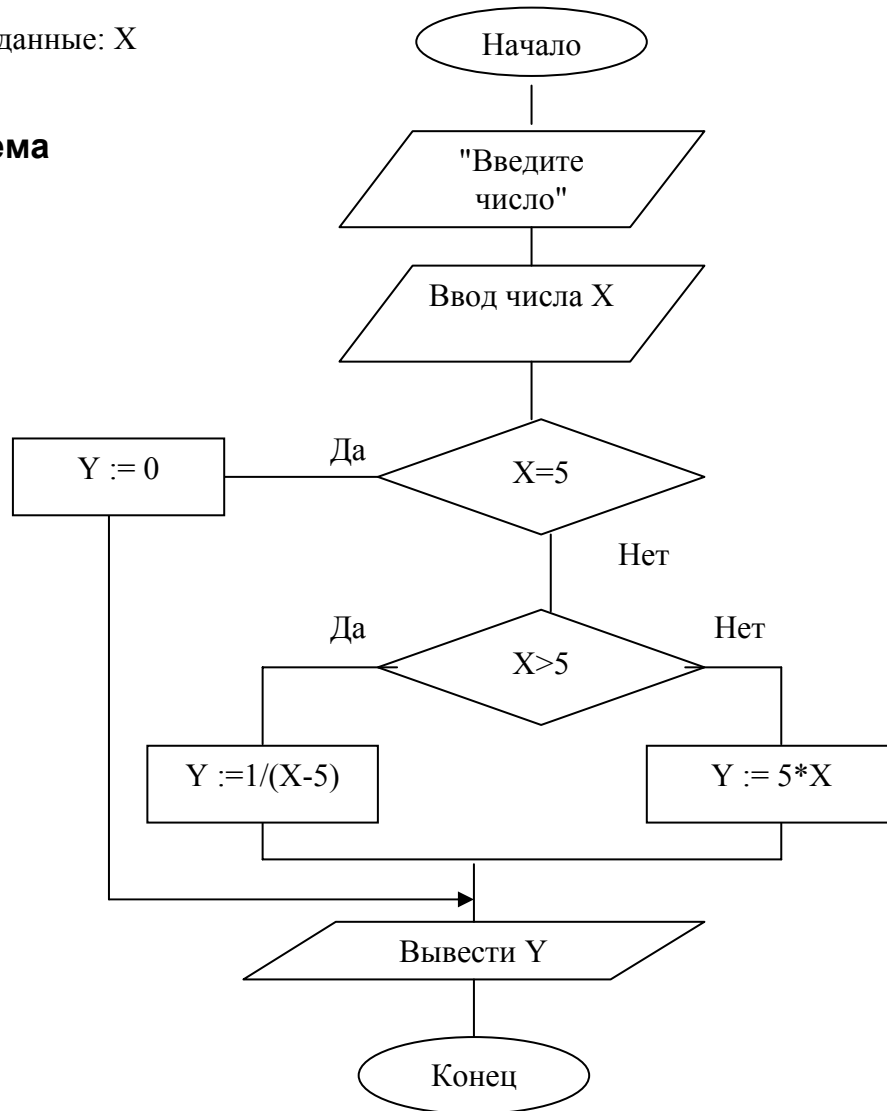 данные: X
Начало
ема
"Введите
число"
Ввод числа X
Да
Y := 0
X=5
Нет
Да
Нет
X>5
Y :=1/(X-5)
Y := 5*X
Вывести Y
Конец